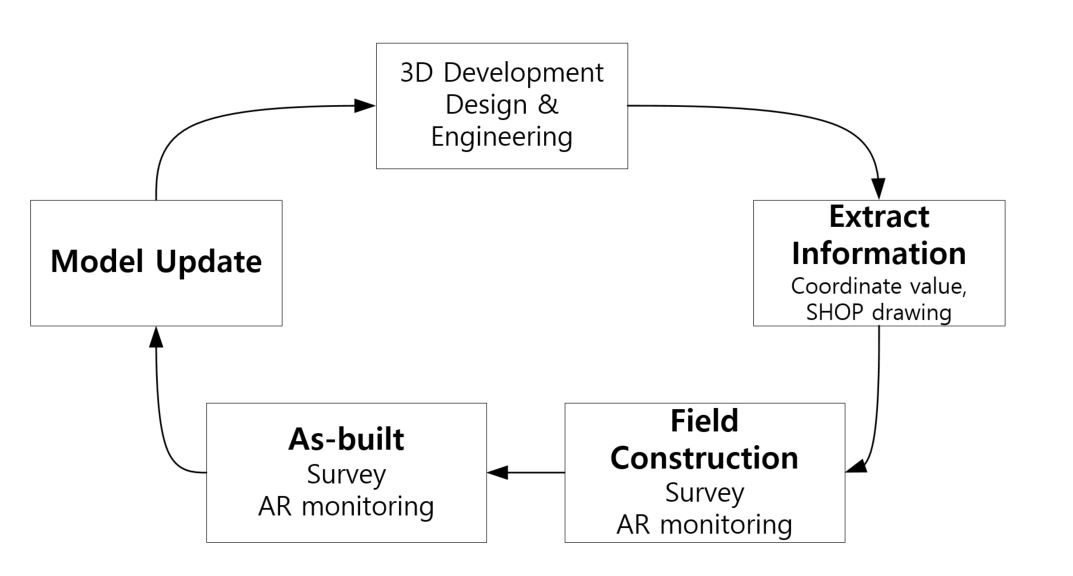 3D Development
Design &
Engineering
Extract
Information
Coordinate value,
SHOP drawing
Field
Construction
Survey
AR monitoring
As-built
Survey
AR monitoring
Model Update